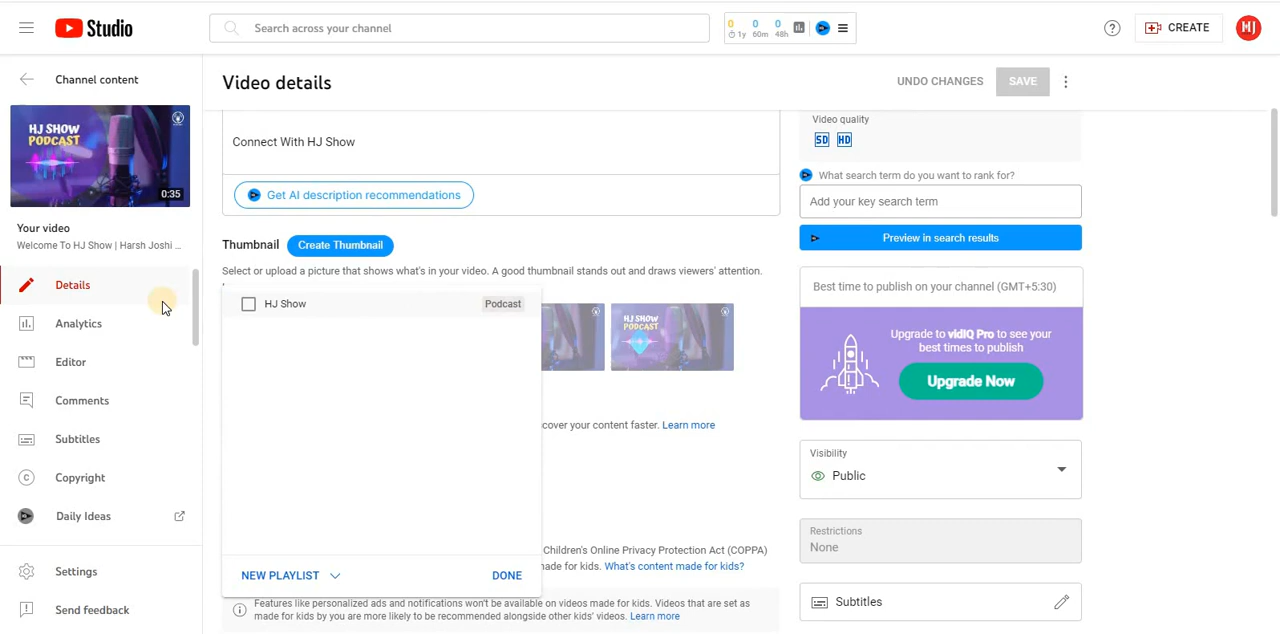 Studio
Search across your channel
0 0 0
1y 60m 48h
CREATE
HJ
Channel content
HJ SHOW
PODCAST
0:35
Your video
Welcome To HJ Show | Harsh Joshi ...
Details
Analytics
Editor
Comments
Subtitles
Copyright
Daily Ideas
Settings
Send feedback
Video details
UNDO CHANGES
SAVE
Connect With HJ Show
Get AI description recommendations
Thumbnail
Create Thumbnail
Select or upload a picture that shows what's in your video. A good thumbnail stands out and draws viewers' attention.
HJ Show
Podcast
HJ SHOW
PODCAST
cover your content faster. Learn more
NEW PLAYLIST
DONE
Children's Online Privacy Protection Act (COPPA)
nade for kids. What's content made for kids?
Features like personalized ads and notifications won't be available on videos made for kids. Videos that are set as
made for kids by you are more likely to be recommended alongside other kids' videos. Learn more
Video quality
SD HD
What search term do you want to rank for?
Add your key search term
Preview in search results
Best time to publish on your channel (GMT+5:30)
Upgrade to vidIQ Pro to see your
best times to publish
Upgrade Now
Visibility
Public
Restrictions
None
Subtitles